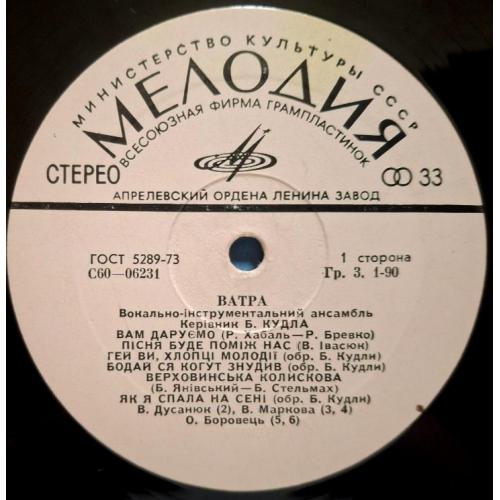 МИНИСТЕРСТВО КУЛЬТУРЫ СССР
МЕЛОДИЯ
ВСЕСОЮЗНАЯ ФИРМА ГРАМПЛАСТИНОК
СТЕРЕО
33
АПРЕЛЕВСКИЙ ОРДЕНА ЛЕНИНА ЗАВОД
ГОСТ 5289-73
1 сторона
С60—06231
Гр. 3. 1-90
ВАТРА
Вокально-інструментальний ансамбль
Керівник Б. КУДЛА
ВАМ ДАРУЄМО (Р. Хабаль—Р. Бревко)
ПІСНЯ БУДЕ ПОМІЖ НАС (В. Івасюк)
ГЕЙ ВИ, ХЛОПЦІ МОЛОДІЇ (обр. Б. Кудли)
БОДАЙ СЯ КОГУТ ЗНУДИВ (обр. Б. Кудли)
ВЕРХОВИНСЬКА КОЛИСКОВА
(Б. Янівський—Б. Стельмах)
ЯК Я СПАЛА НА СЕНІ (обр. Б. Кудли)
В. Дусанюк (2), В. Маркова (3, 4)
О. Боровець (5,6)